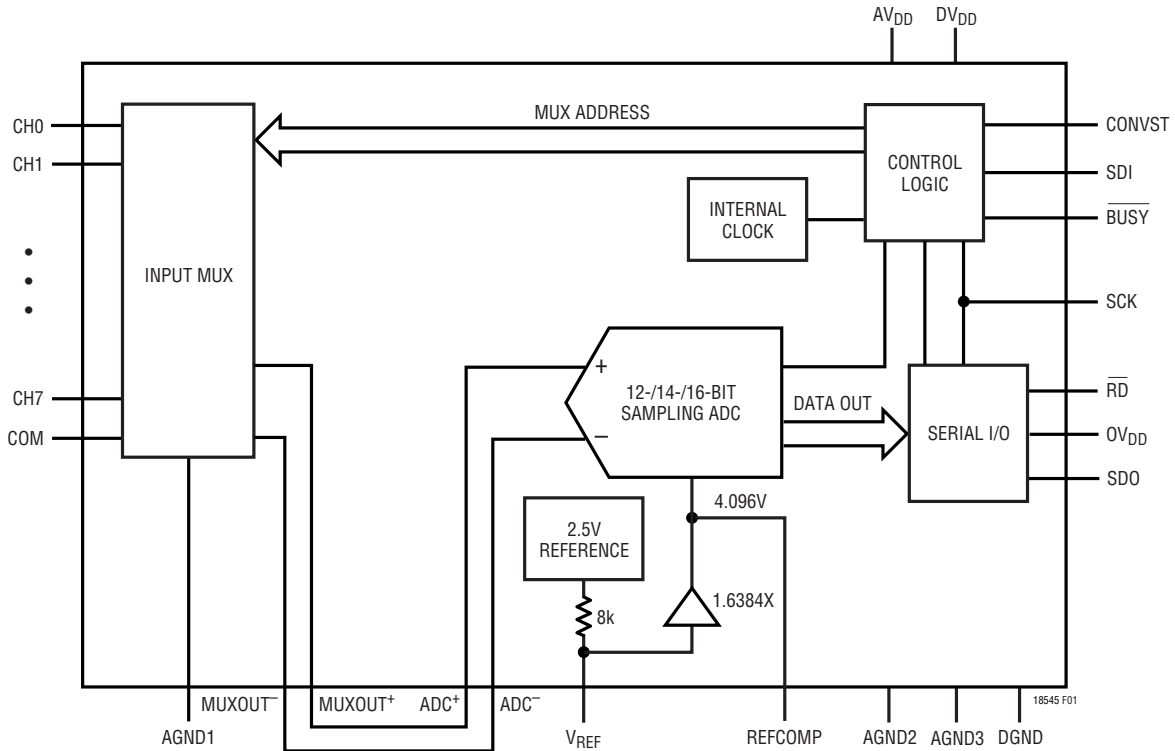 AVDD DVDD
CH0
CH1
•
•
•
CH7
COM
INPUT MUX
MUX ADDRESS
CONTROL
LOGIC
INTERNAL
CLOCK
CONVST
SDI
BUSY
SCK
RD
OVDD
SDO
+
–
12-/14-/16-BIT
SAMPLING ADC
DATA OUT
SERIAL I/O
2.5V
REFERENCE
8k
4.096V
1.6384X
MUXOUT– MUXOUT+ ADC+ ADC–
18545 F01
AGND1 VREF REFCOMP AGND2 AGND3 DGND